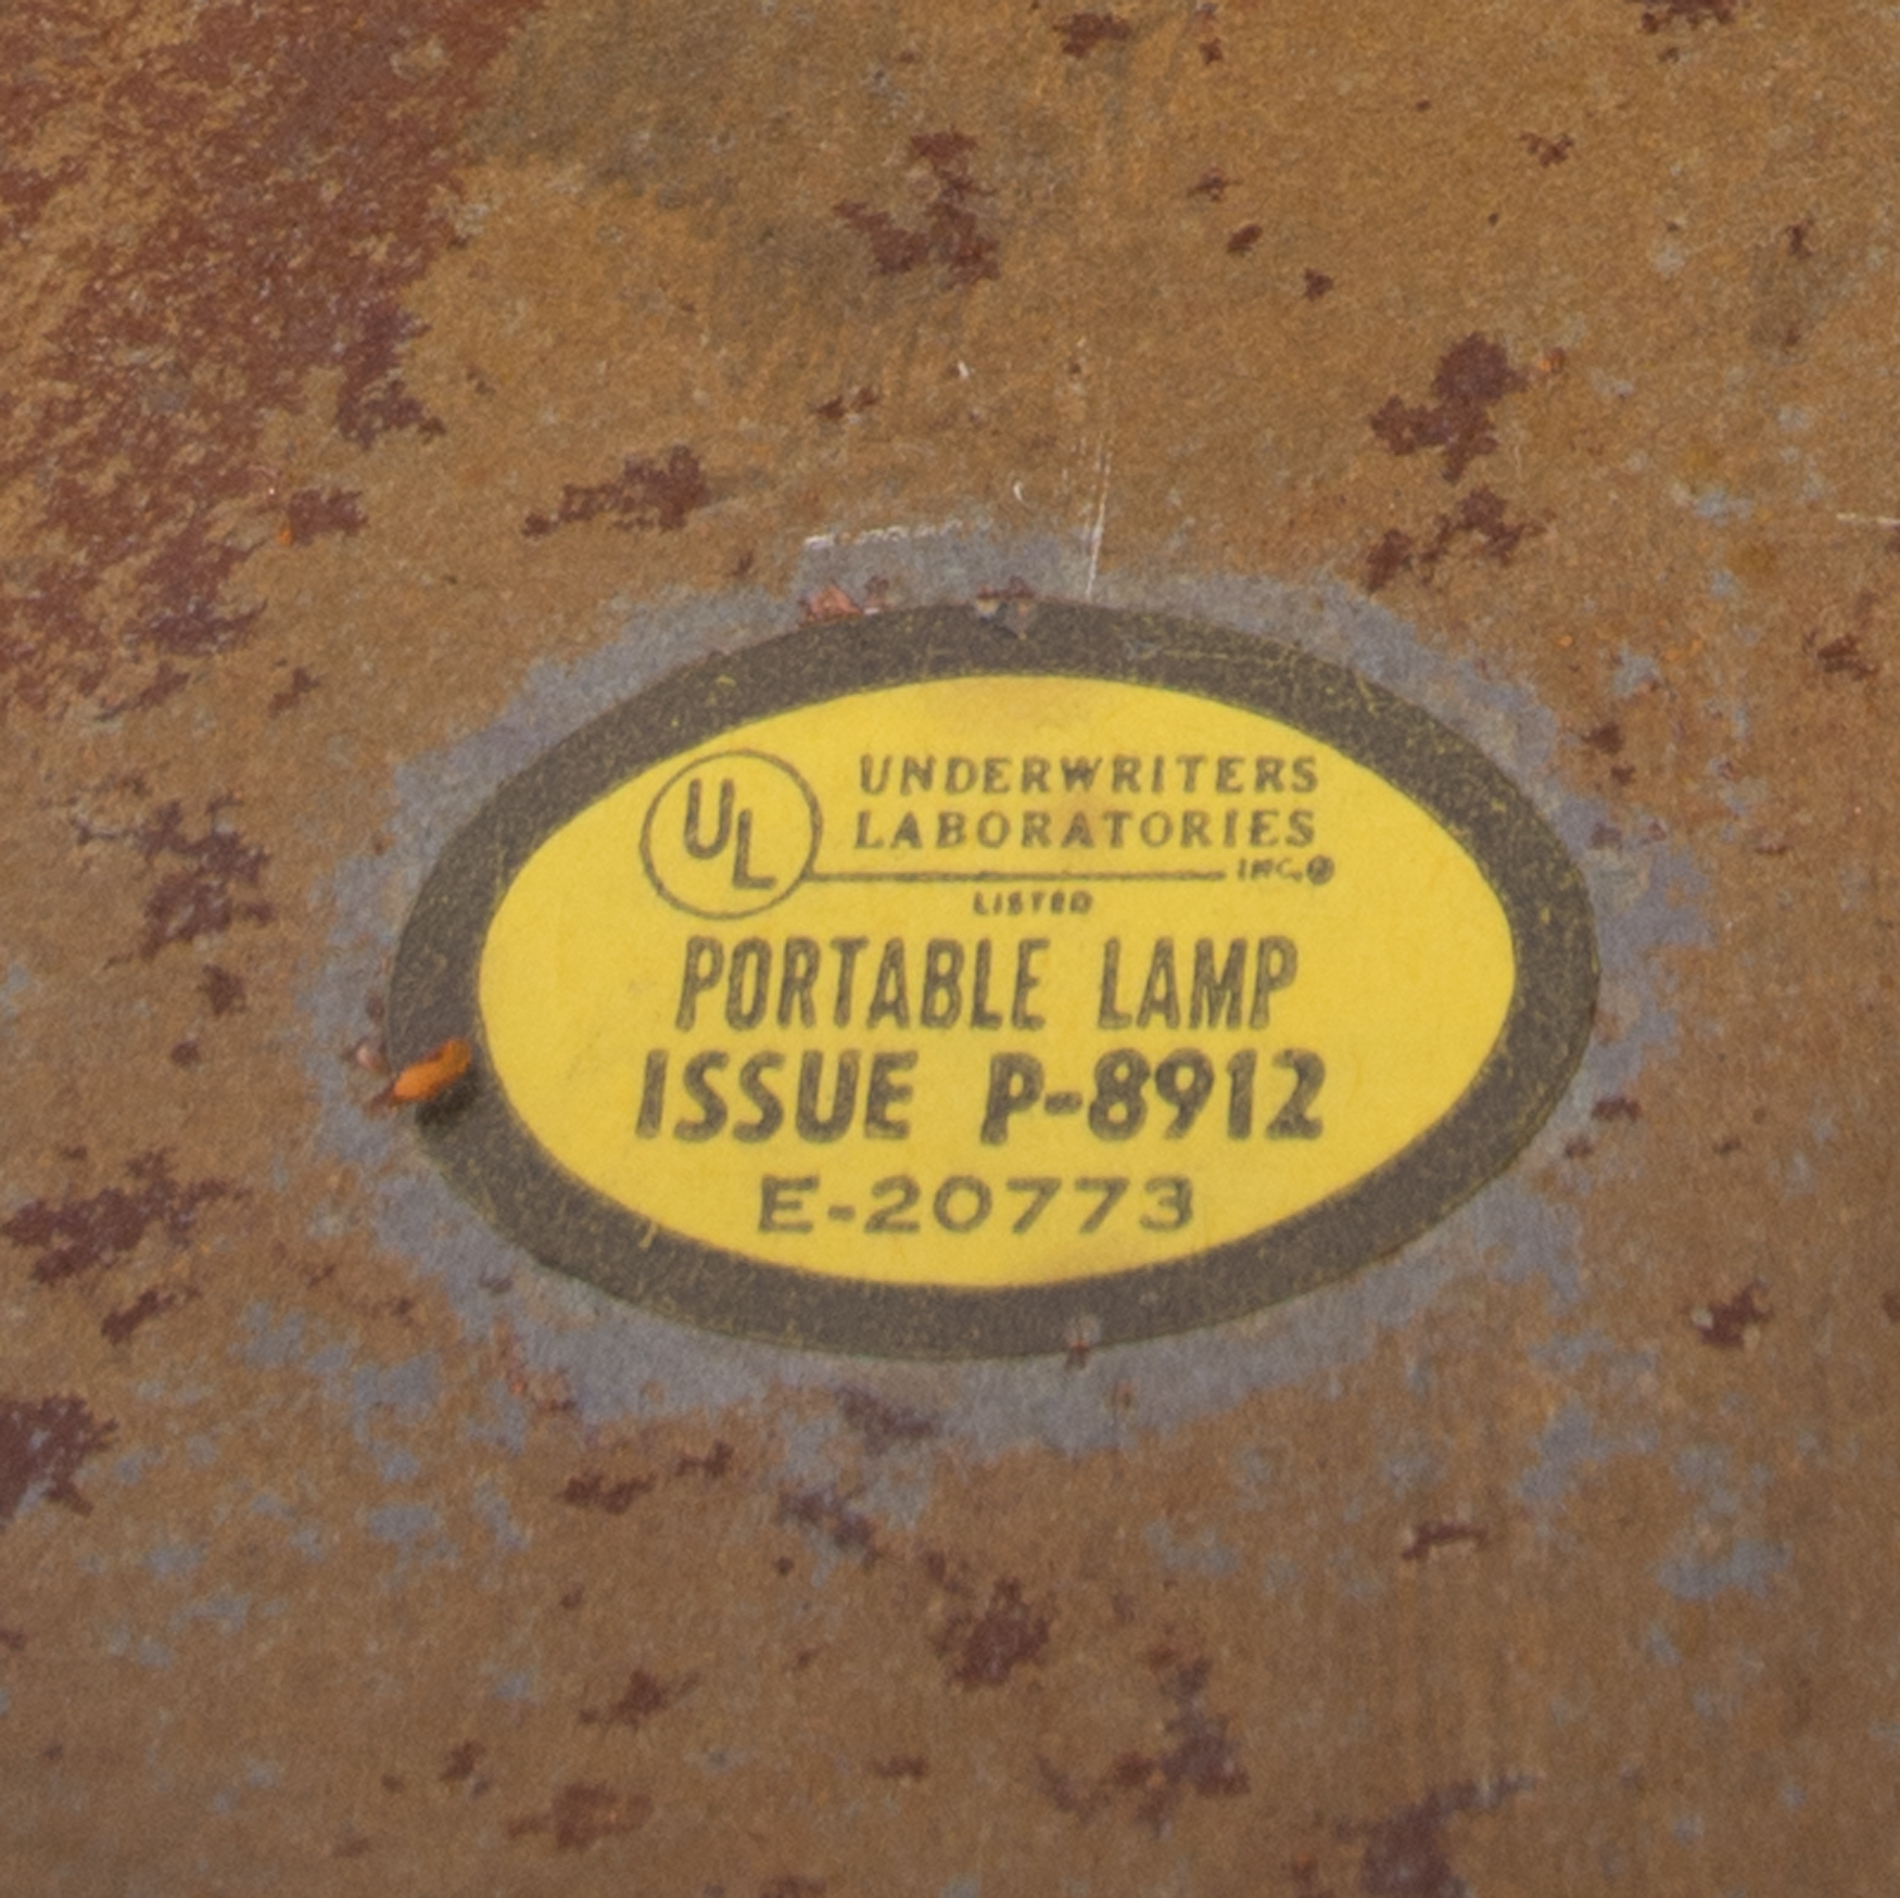 UL
UNDERWRITERS
LABORATORIES
INC.®
LISTED
PORTABLE LAMP
ISSUE P-8912
E-20773